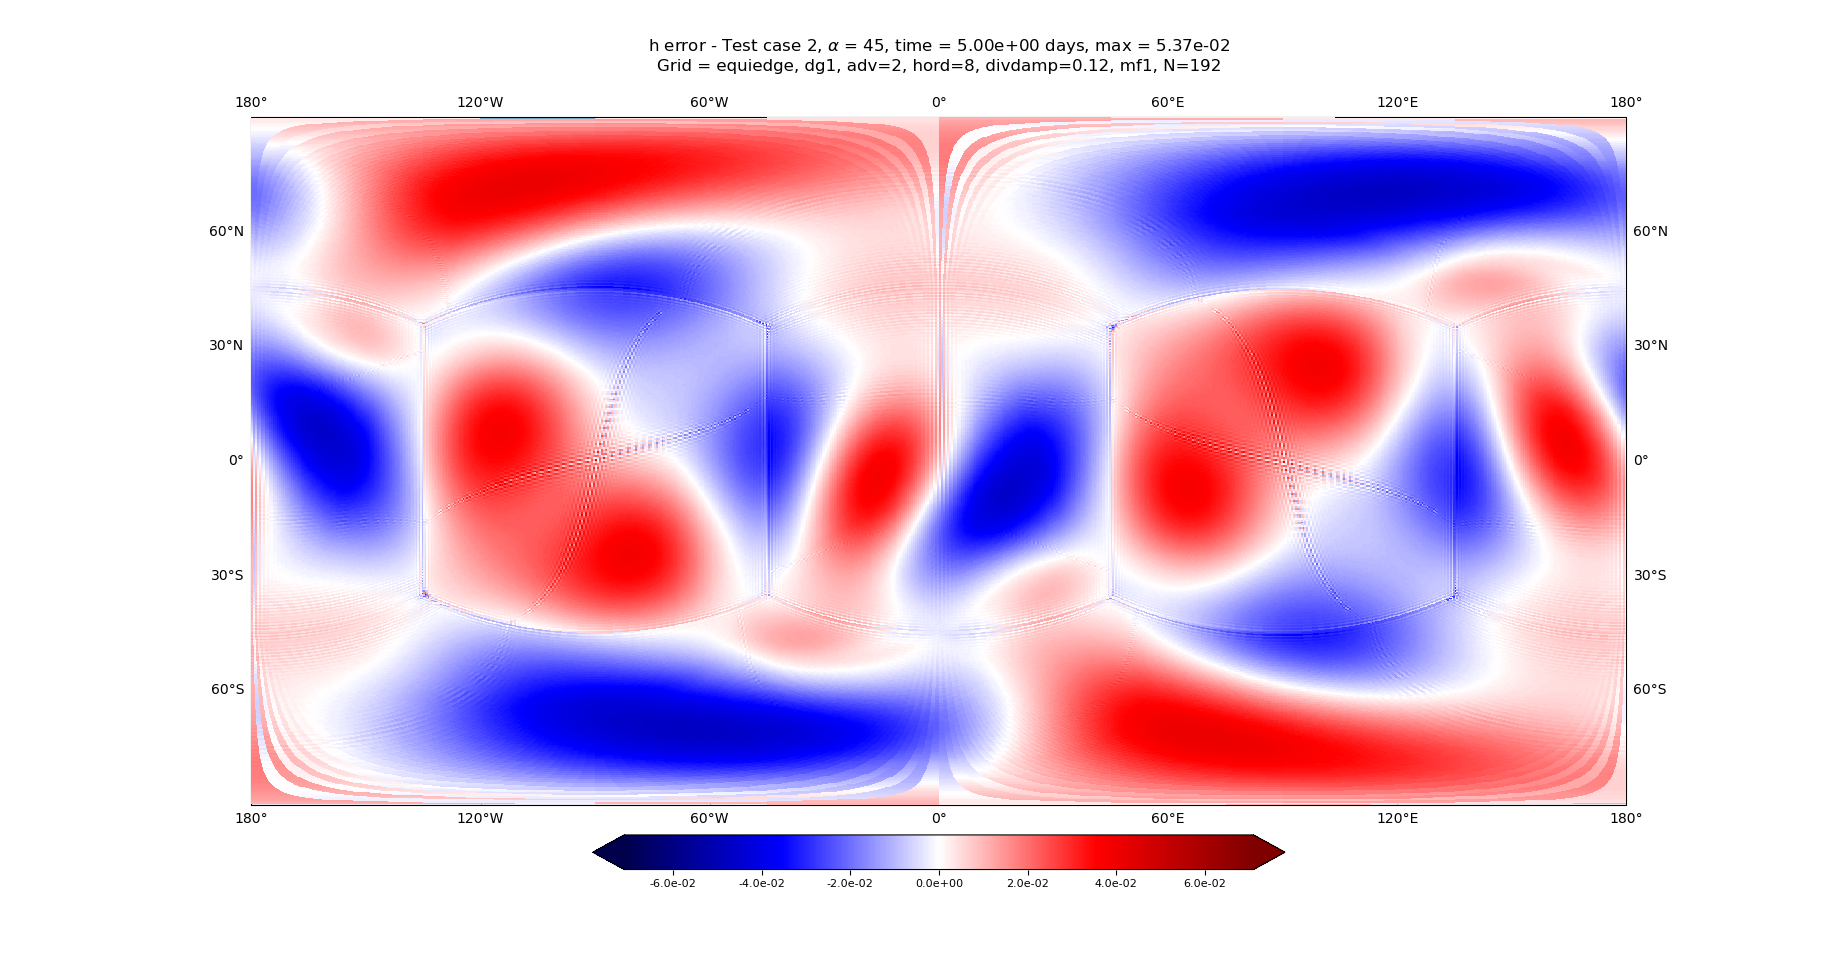 h error - Test case 2, α = 45, time = 5.00e+00 days, max = 5.37e-02
Grid = equiedge, dg1, adv=2, hord=8, divdamp=0.12, mf1, N=192
180° 120°W 60°W 0° 60°E 120°E 180°
60°N 60°N
30°N 30°N
0° 0°
30°S 30°S
60°S 60°S
180° 120°W 60°W 0° 60°E 120°E 180°
-6.0e-02 -4.0e-02 -2.0e-02 0.0e+00 2.0e-02 4.0e-02 6.0e-02